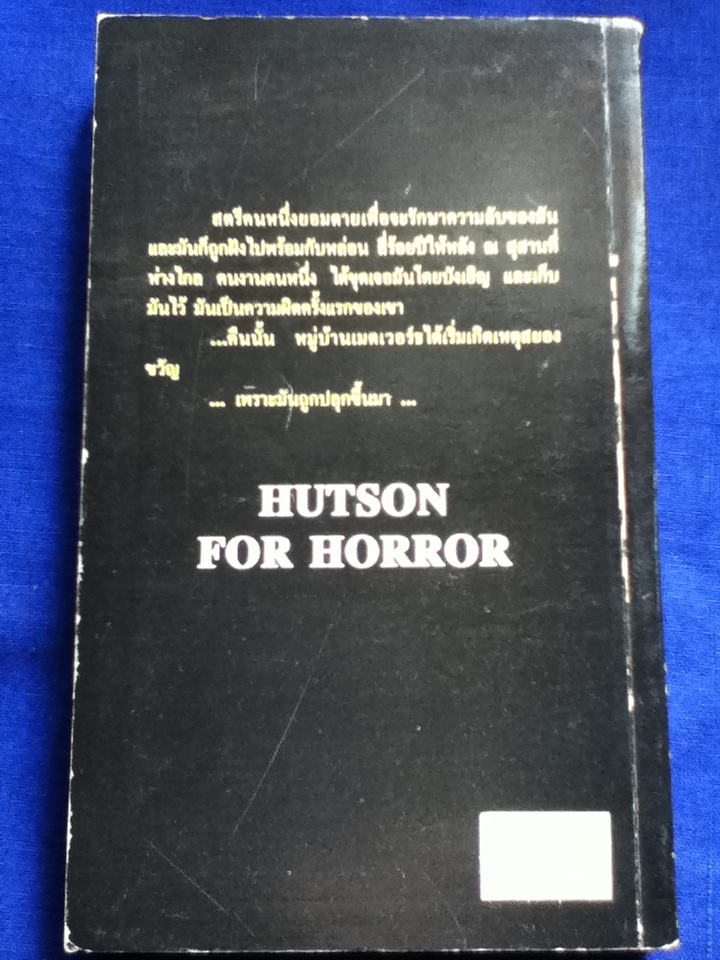 สตรีคนหนึ่งยอมตายเพื่อจะรักษาความลับของมัน
และมันก็ถูกฝังไปพร้อมกับหล่อน สี่ร้อยปีให้หลัง ณ สุสานที่
ห่างไกล คนงานคนหนึ่ง ได้ขุดเจอมันโดยบังเอิญ และเก็บ
มันไว้ มันเป็นความผิดครั้งแรกของเขา
...คืนนั้น หมู่บ้านเมดเวอร์ธได้เริ่มเกิดเหตุสยอง
ขวัญ
... เพราะมันถูกปลุกขึ้นมา ...
HUTSON
FOR HORROR